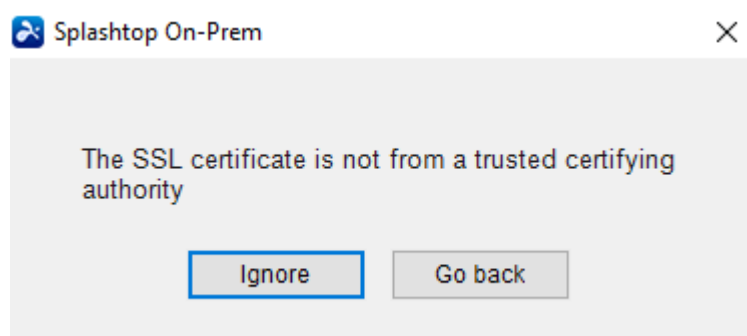 Splashtop On-Prem
The SSL certificate is not from a trusted certifying
authority
Ignore
Go back